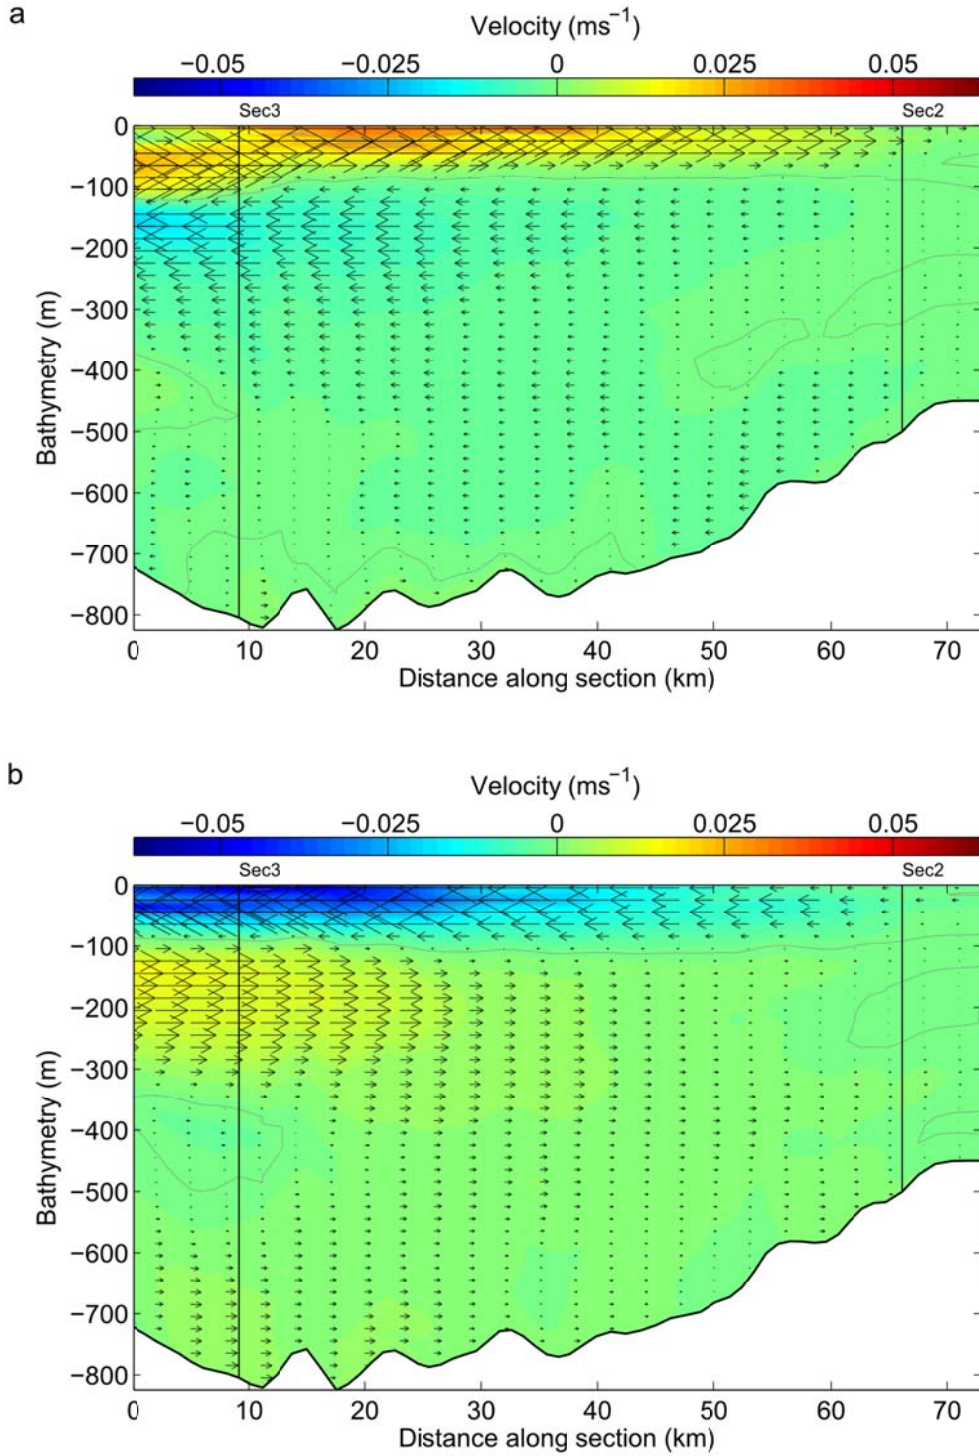 a
Velocity (ms−1)
−0.05 −0.025 0 0.025 0.05
Sec3 Sec2
0
−100
−200
−300
−400
−500
−600
−700
−800
Bathymetry (m)
0 10 20 30 40 50 60 70
Distance along section (km)
b
Velocity (ms−1)
−0.05 −0.025 0 0.025 0.05
Sec3 Sec2
0
−100
−200
−300
−400
−500
−600
−700
−800
Bathymetry (m)
0 10 20 30 40 50 60 70
Distance along section (km)